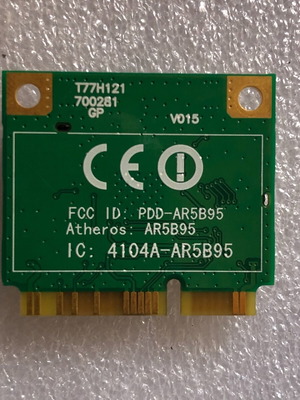 T77H121
700281
GP
V015
CE
FCC ID: PDD-AR5B95
Atheros: AR5B95
IC: 4104A-AR5B95